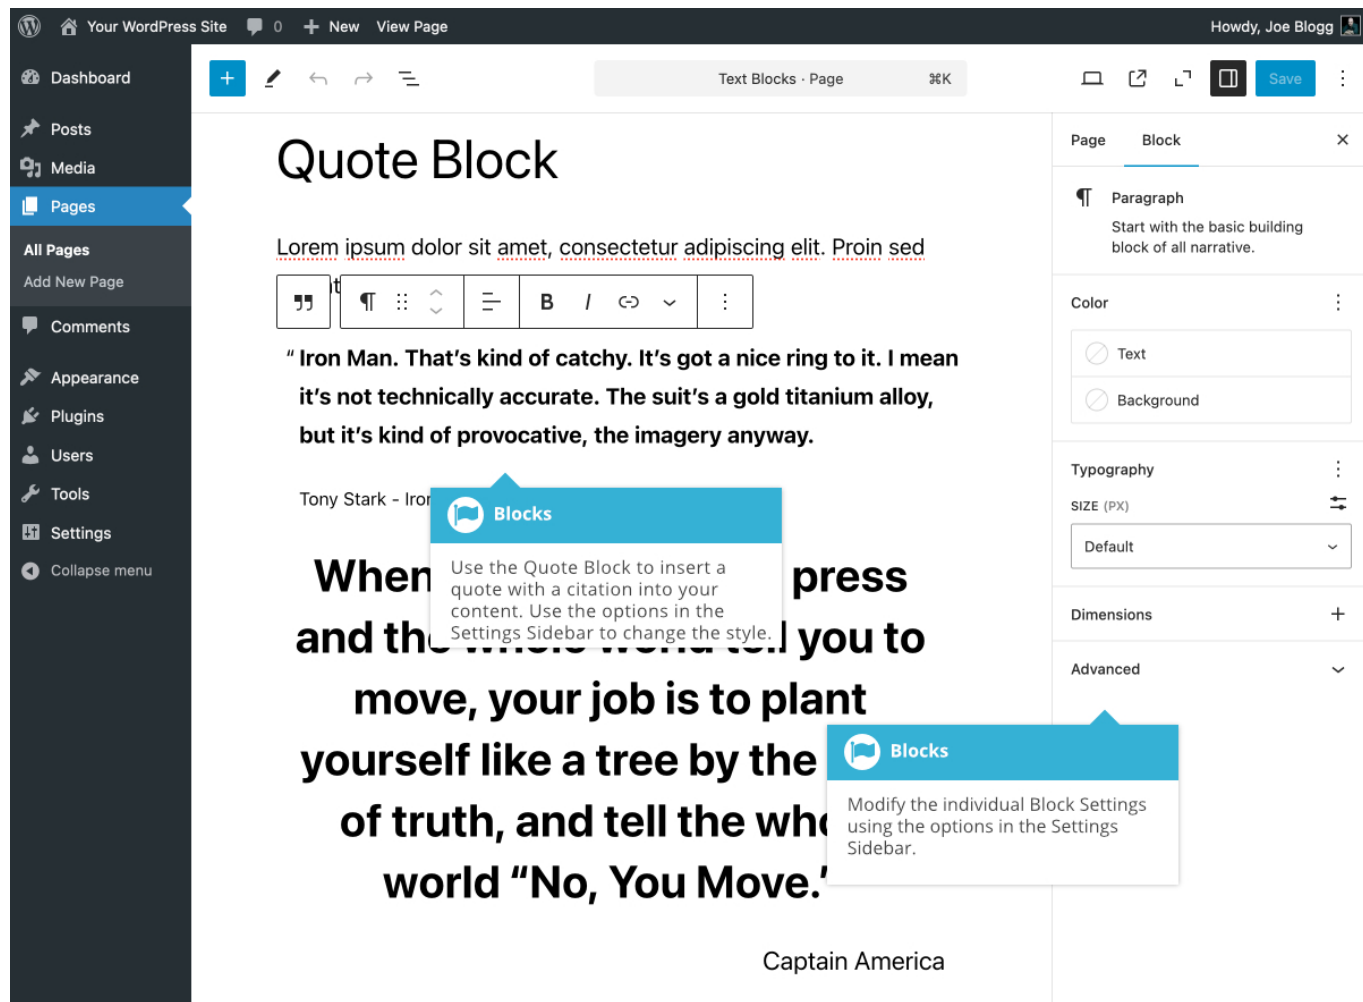 Your WordPress Site 0 New View Page Howdy, Joe Blogg
Dashboard
Posts
Media
Pages
All Pages
Add New Page
Comments
Appearance
Plugins
Users
Tools
Settings
Collapse menu
Text Blocks · Page ⌘K
Save
Quote Block
Lorem ipsum dolor sit amet, consectetur adipiscing elit. Proin sed
B I
“ Iron Man. That’s kind of catchy. It’s got a nice ring to it. I mean
it’s not technically accurate. The suit’s a gold titanium alloy,
but it’s kind of provocative, the imagery anyway.
Tony Stark - Iron
Blocks
Use the Quote Block to insert a
quote with a citation into your
content. Use the options in the
Settings Sidebar to change the style.
When press
and the whole world tell you to
move, your job is to plant
yourself like a tree by the
of truth, and tell the whole
world “No, You Move.”
Captain America
Page Block
Paragraph
Start with the basic building
block of all narrative.
Color
Text
Background
Typography
SIZE (PX)
Default
Dimensions
Advanced
Blocks
Modify the individual Block Settings
using the options in the Settings
Sidebar.